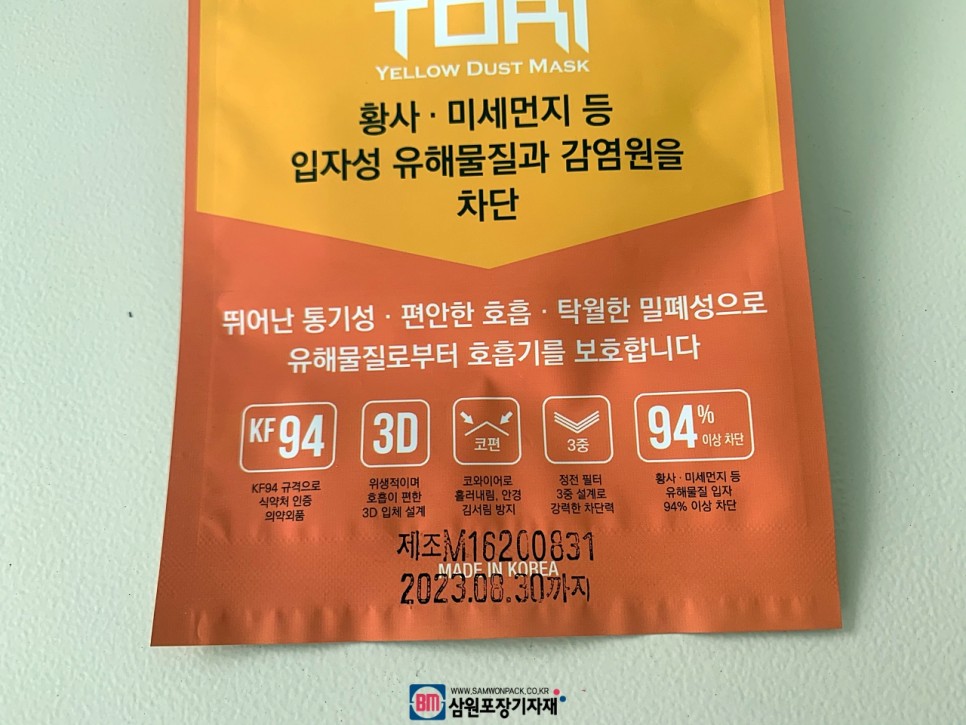 TORI
YELLOW DUST MASK
황사 · 미세먼지 등
입자성 유해물질과 감염원을
차단
뛰어난 통기성 · 편안한 호흡 · 탁월한 밀폐성으로
유해물질로부터 호흡기를 보호합니다
KF94
KF94 규격으로
식약처 인증
의약외품
3D
위생적이며
호흡이 편한
3D 입체 설계
코편
코와이어로
흘러내림, 안경
김서림 방지
3중
정전 필터
3중 설계로
강력한 차단력
94% 이상 차단
황사 · 미세먼지 등
유해물질 입자
94% 이상 차단
제조M16200831
MADE IN KOREA
2023.08.30까지
BM
WWW.SAMWONPACK.CO.KR
삼원포장기자재